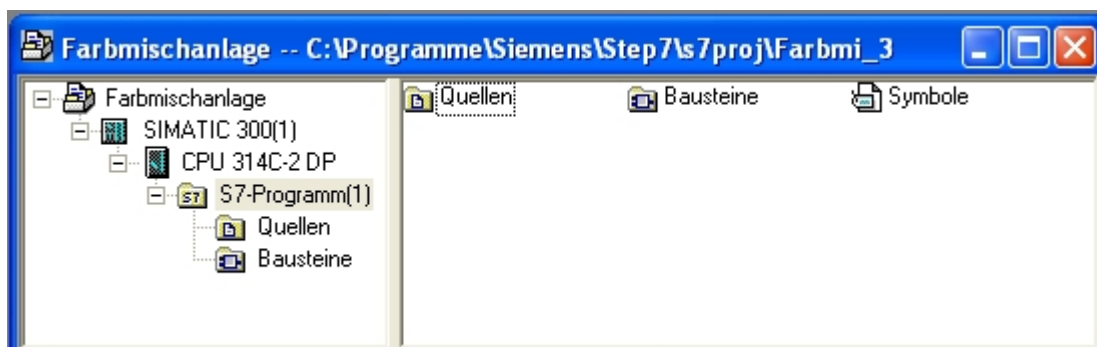 Farbmischanlage -- C:\Programme\Siemens\Step7\s7proj\Farbmi_3
Farbmischanlage
SIMATIC 300(1)
CPU 314C-2 DP
S7-Programm(1)
Quellen
Bausteine
Quellen Bausteine Symbole